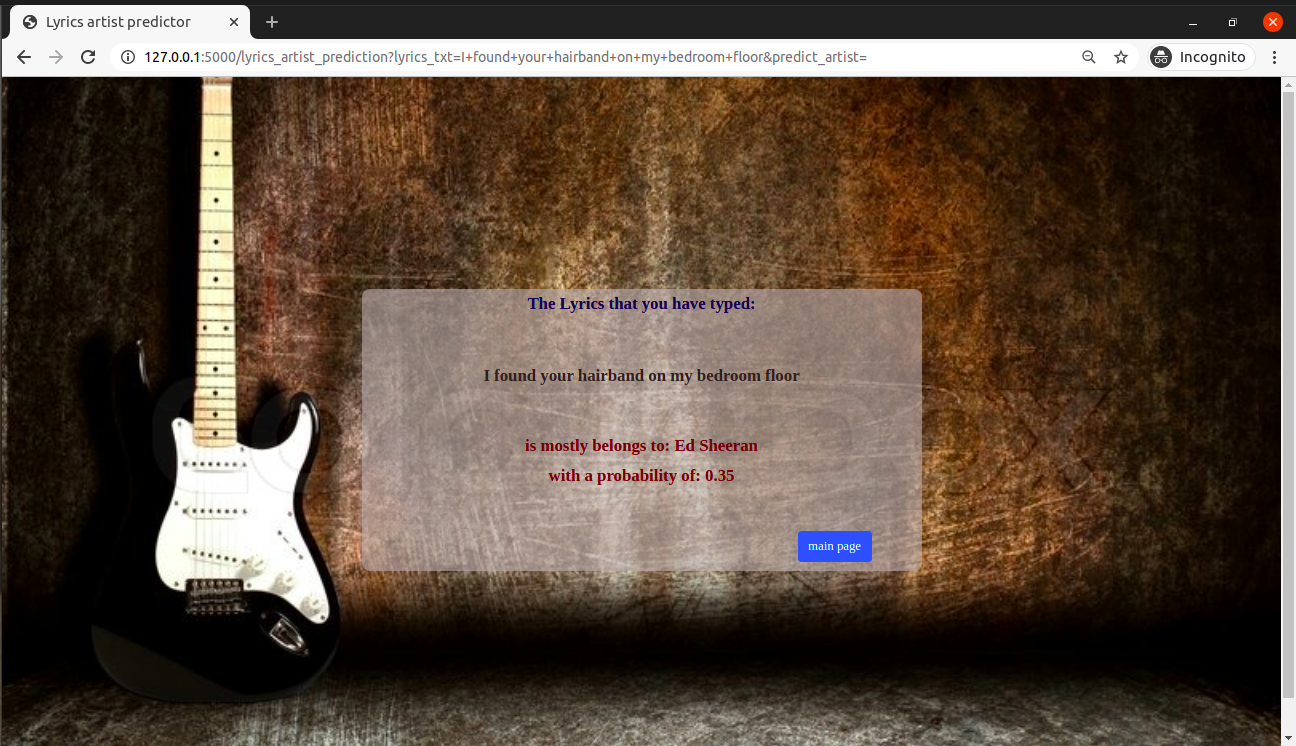 Lyrics artist predictor
127.0.0.1:5000/lyrics_artist_prediction?lyrics_txt=I+found+your+hairband+on+my+bedroom+floor&predict_artist=
Incognito
The Lyrics that you have typed:
I found your hairband on my bedroom floor
is mostly belongs to: Ed Sheeran
with a probability of: 0.35
main page